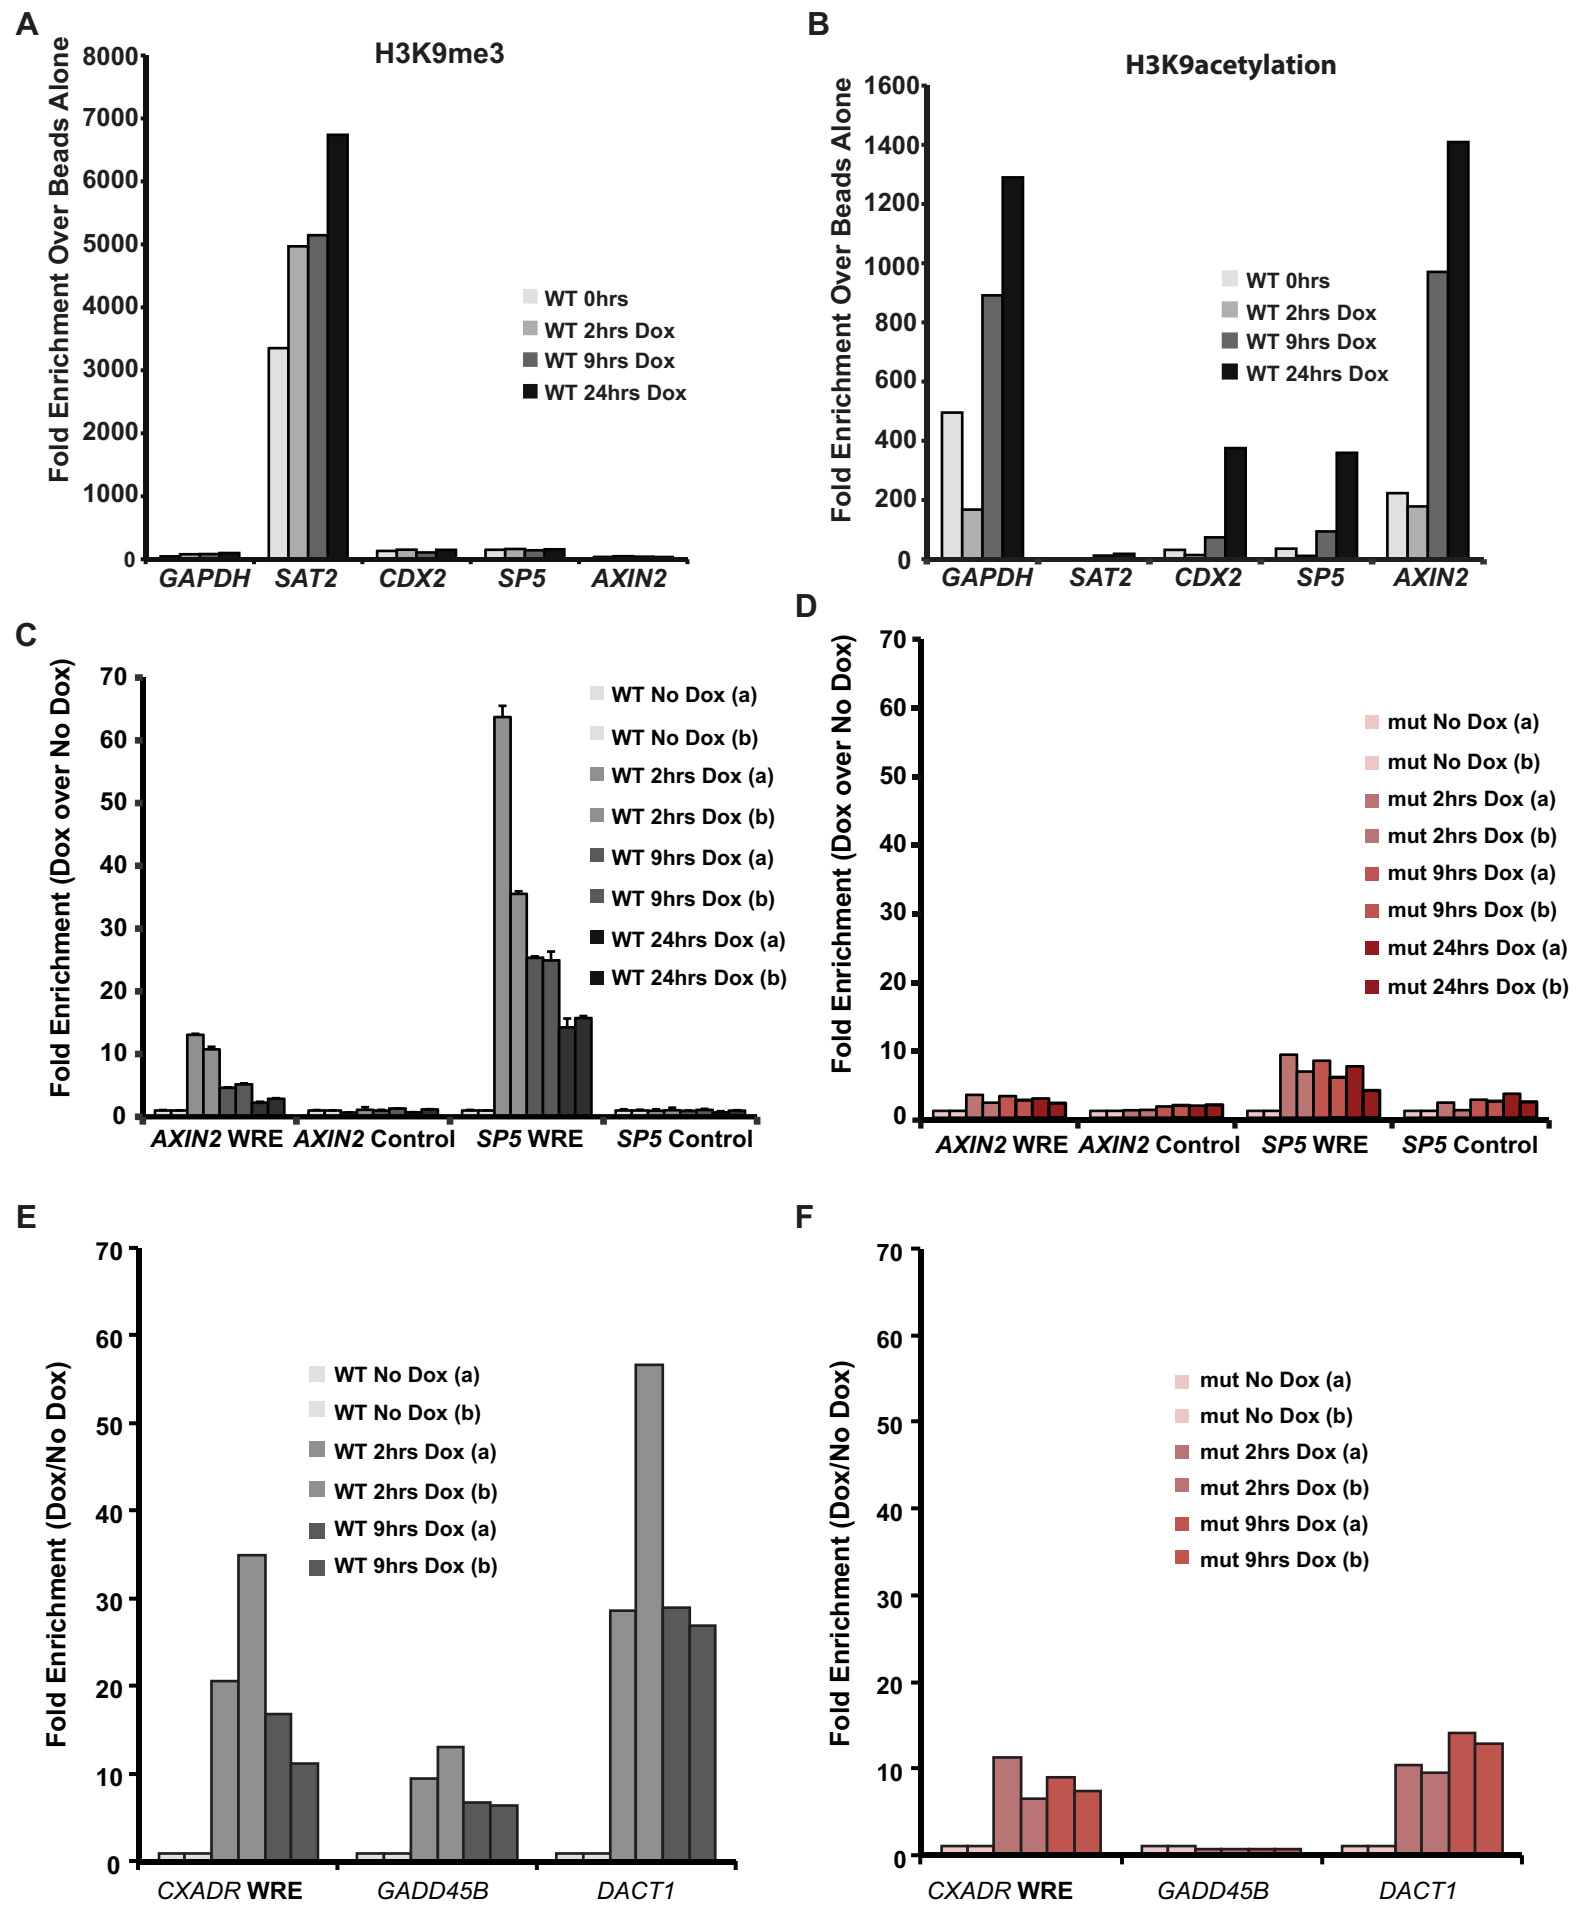 A
H3K9me3
Fold Enrichment Over Beads Alone
8000
7000
6000
5000
4000
3000
2000
1000
0
WT 0hrs
WT 2hrs Dox
WT 9hrs Dox
WT 24hrs Dox
GAPDH SAT2 CDX2 SP5 AXIN2
B
H3K9acetylation
Fold Enrichment Over Beads Alone
1600
1400
1200
1000
800
600
400
200
0
WT 0hrs
WT 2hrs Dox
WT 9hrs Dox
WT 24hrs Dox
GAPDH SAT2 CDX2 SP5 AXIN2
C
Fold Enrichment (Dox over No Dox)
70
60
50
40
30
20
10
0
WT No Dox (a)
WT No Dox (b)
WT 2hrs Dox (a)
WT 2hrs Dox (b)
WT 9hrs Dox (a)
WT 9hrs Dox (b)
WT 24hrs Dox (a)
WT 24hrs Dox (b)
AXIN2 WRE AXIN2 Control SP5 WRE SP5 Control
D
Fold Enrichment (Dox over No Dox)
70
60
50
40
30
20
10
0
mut No Dox (a)
mut No Dox (b)
mut 2hrs Dox (a)
mut 2hrs Dox (b)
mut 9hrs Dox (a)
mut 9hrs Dox (b)
mut 24hrs Dox (a)
mut 24hrs Dox (b)
AXIN2 WRE AXIN2 Control SP5 WRE SP5 Control
E
Fold Enrichment (Dox/No Dox)
70
60
50
40
30
20
10
0
WT No Dox (a)
WT No Dox (b)
WT 2hrs Dox (a)
WT 2hrs Dox (b)
WT 9hrs Dox (a)
WT 9hrs Dox (b)
CXADR WRE GADD45B DACT1
F
Fold Enrichment (Dox/No Dox)
70
60
50
40
30
20
10
0
mut No Dox (a)
mut No Dox (b)
mut 2hrs Dox (a)
mut 2hrs Dox (b)
mut 9hrs Dox (a)
mut 9hrs Dox (b)
CXADR WRE GADD45B DACT1